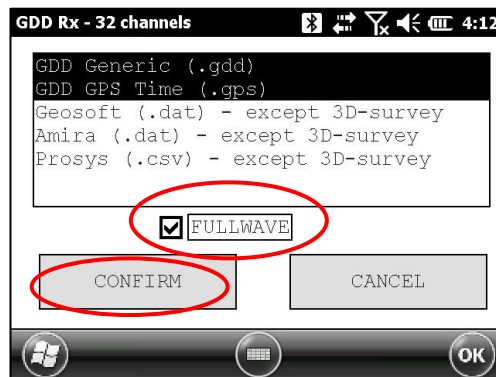 GDD Rx - 32 channels 4:12
GDD Generic (.gdd)
GDD GPS Time (.gps)
Geosoft (.dat) - except 3D-survey
Amira (.dat) - except 3D-survey
Prosys (.csv) - except 3D-survey
FULLWAVE
CONFIRM CANCEL
OK